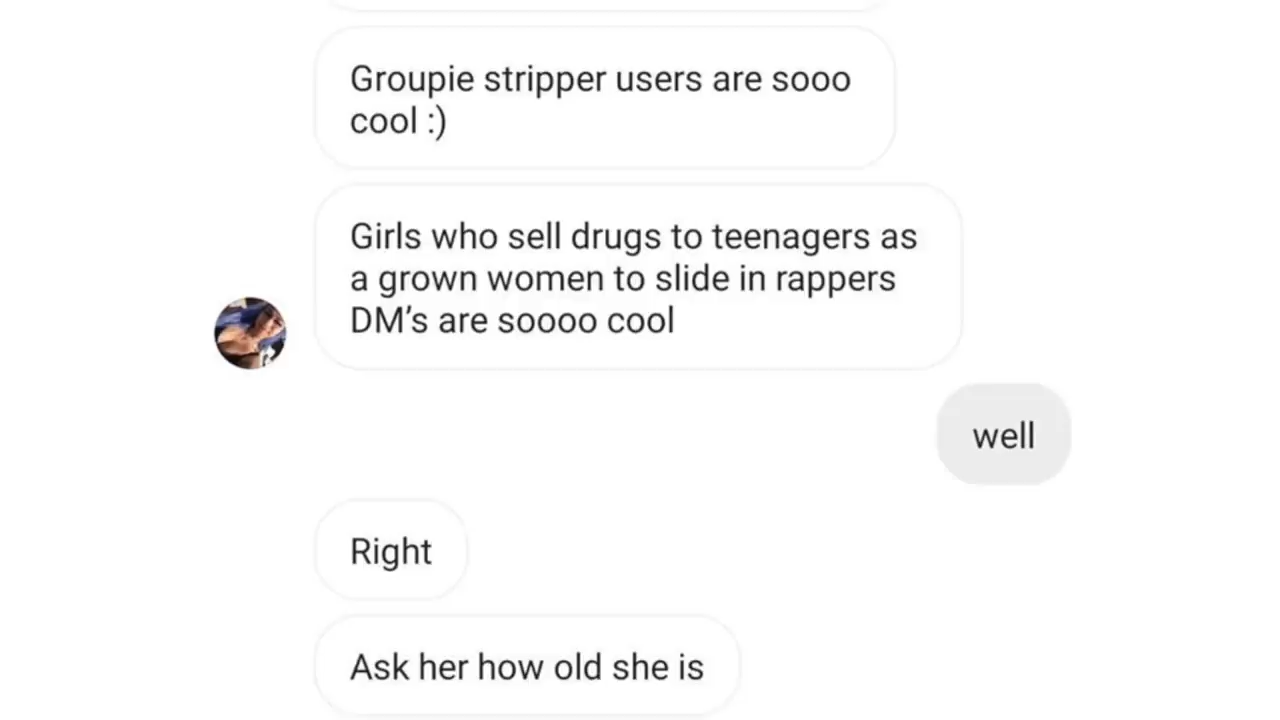 Groupie stripper users are sooo
cool :)
Girls who sell drugs to teenagers as
a grown women to slide in rappers
DM's are soooo cool
well
Right
Ask her how old she is